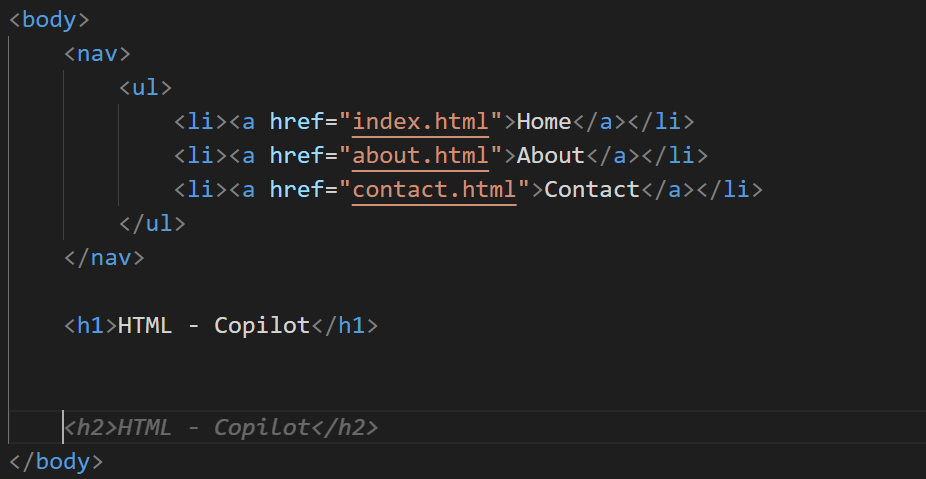 <body>
    <nav>
        <ul>
            <li><a href="index.html">Home</a></li>
            <li><a href="about.html">About</a></li>
            <li><a href="contact.html">Contact</a></li>
        </ul>
    </nav>

    <h1>HTML - Copilot</h1>


    <h2>HTML - Copilot</h2>
</body>